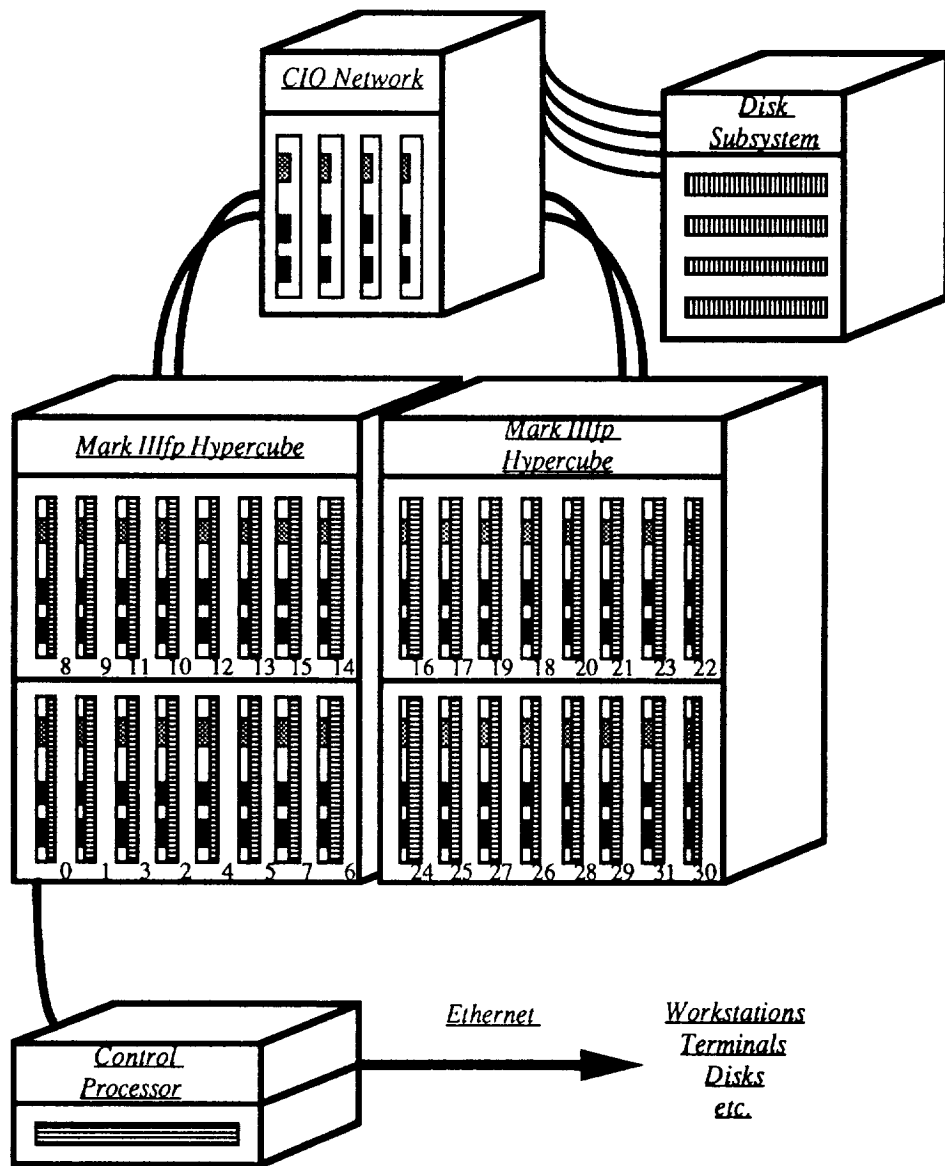 CIO Network
Disk
Subsystem
Mark IIIfp Hypercube
Mark IIIfp
Hypercube
8 9 11 10 12 13 15 14
16 17 19 18 20 21 23 22
0 1 3 2 4 5 7 6
24 25 27 26 28 29 31 30
Control
Processor
Ethernet
Workstations
Terminals
Disks
etc.